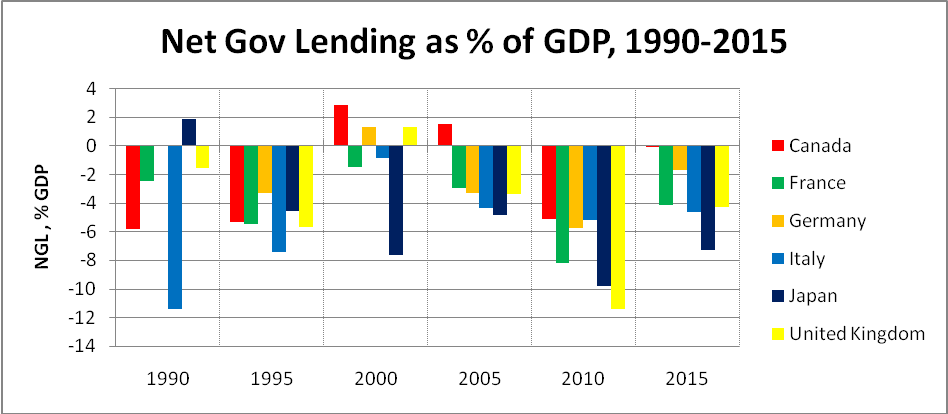 Net Gov Lending as % of GDP, 1990-2015
NGL, % GDP
4
2
0
-2
-4
-6
-8
-10
-12
-14
1990 1995 2000 2005 2010 2015
Canada
France
Germany
Italy
Japan
United Kingdom